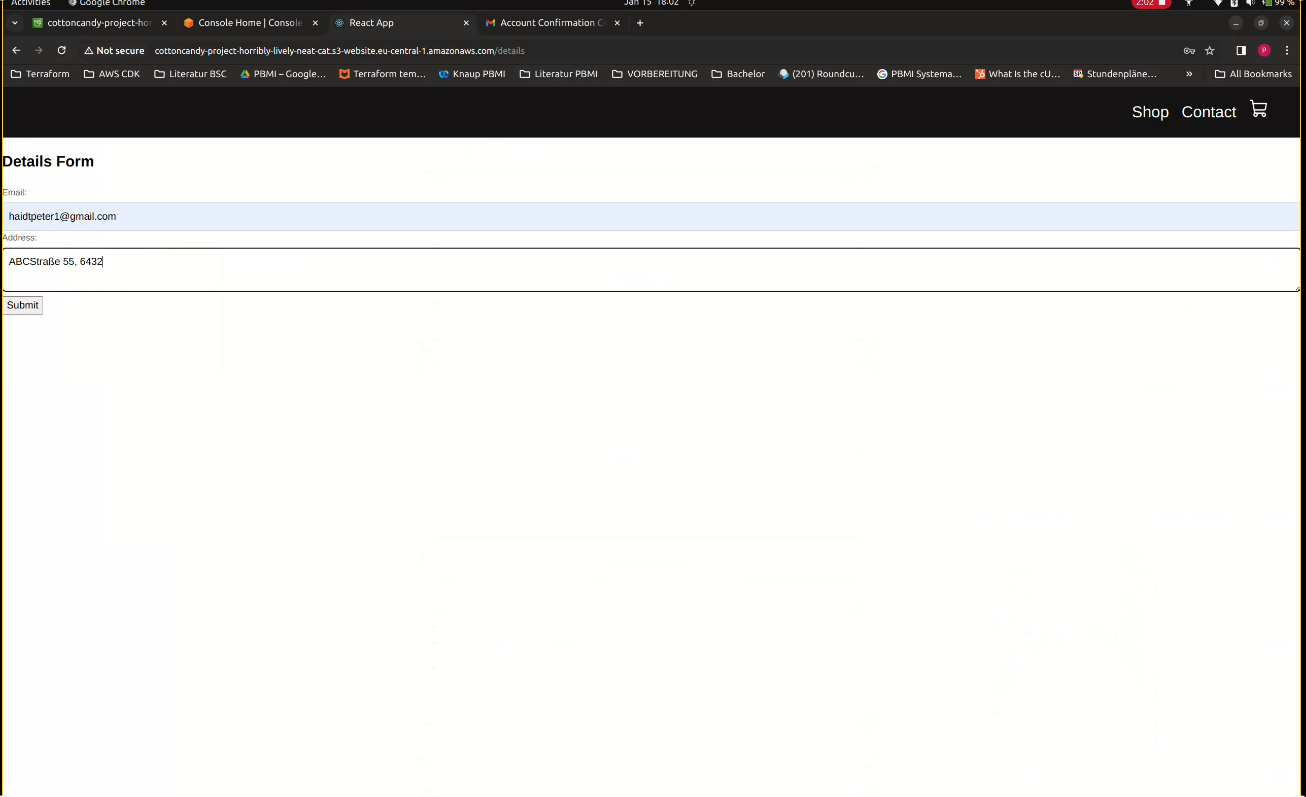 Activities Google Chrome Jan 15 18:02 2:02 99 %
cottoncandy-project-hor Console Home | Console React App Account Confirmation C
Not secure cottoncandy-project-horribly-lively-neat-cat.s3-website.eu-central-1.amazonaws.com/details P
Terraform AWS CDK Literatur BSC PBMI – Google… Terraform tem… Knaup PBMI Literatur PBMI VORBEREITUNG Bachelor (201) Roundcu… PBMI Systema… What Is the cU… Stundenpläne… » All Bookmarks
Shop Contact
Details Form
Email:
haidtpeter1@gmail.com
Address:
ABCStraße 55, 6432
Submit